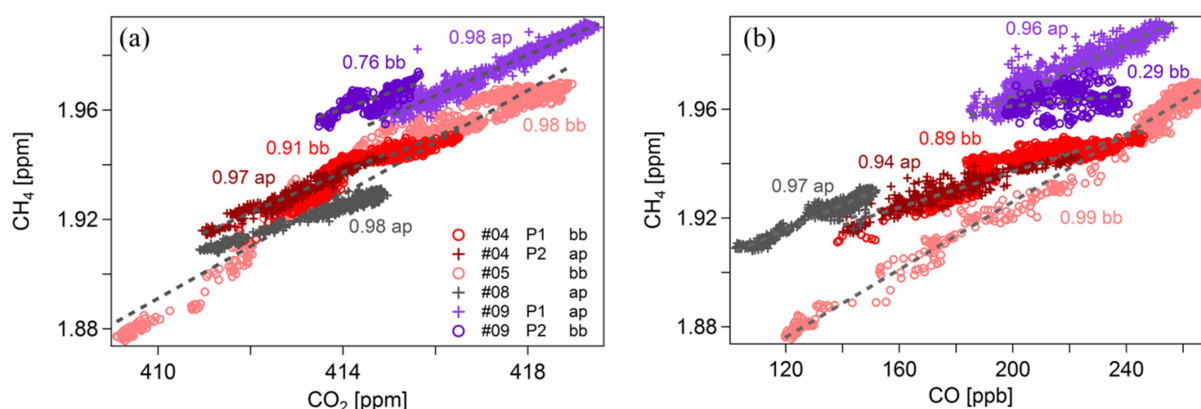 (a)
0.98 ap
0.76 bb
0.91 bb
0.98 bb
0.97 ap
0.98 ap
#04 P1 bb
#04 P2 ap
#05 bb
#08 ap
#09 P1 ap
#09 P2 bb
CH₄ [ppm]
1.96
1.92
1.88
410
414
418
CO₂ [ppm]
(b)
0.96 ap
0.29 bb
0.89 bb
0.94 ap
0.97 ap
0.99 bb
CH₄ [ppm]
1.96
1.92
1.88
120
160
200
240
CO [ppb]